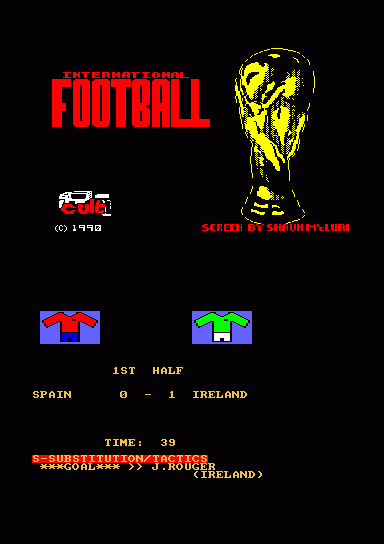 INTERNATIONAL
FOOTBALL
cult
(C) 1990
SCREEN BY SHAUN McCLURE
1ST HALF
SPAIN 0 - 1 IRELAND
TIME: 39
S-SUBSTITUTION/TACTICS
***GOAL*** >> J.ROUGER
(IRELAND)